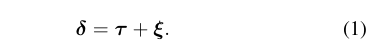 δ = τ + ξ. (1)